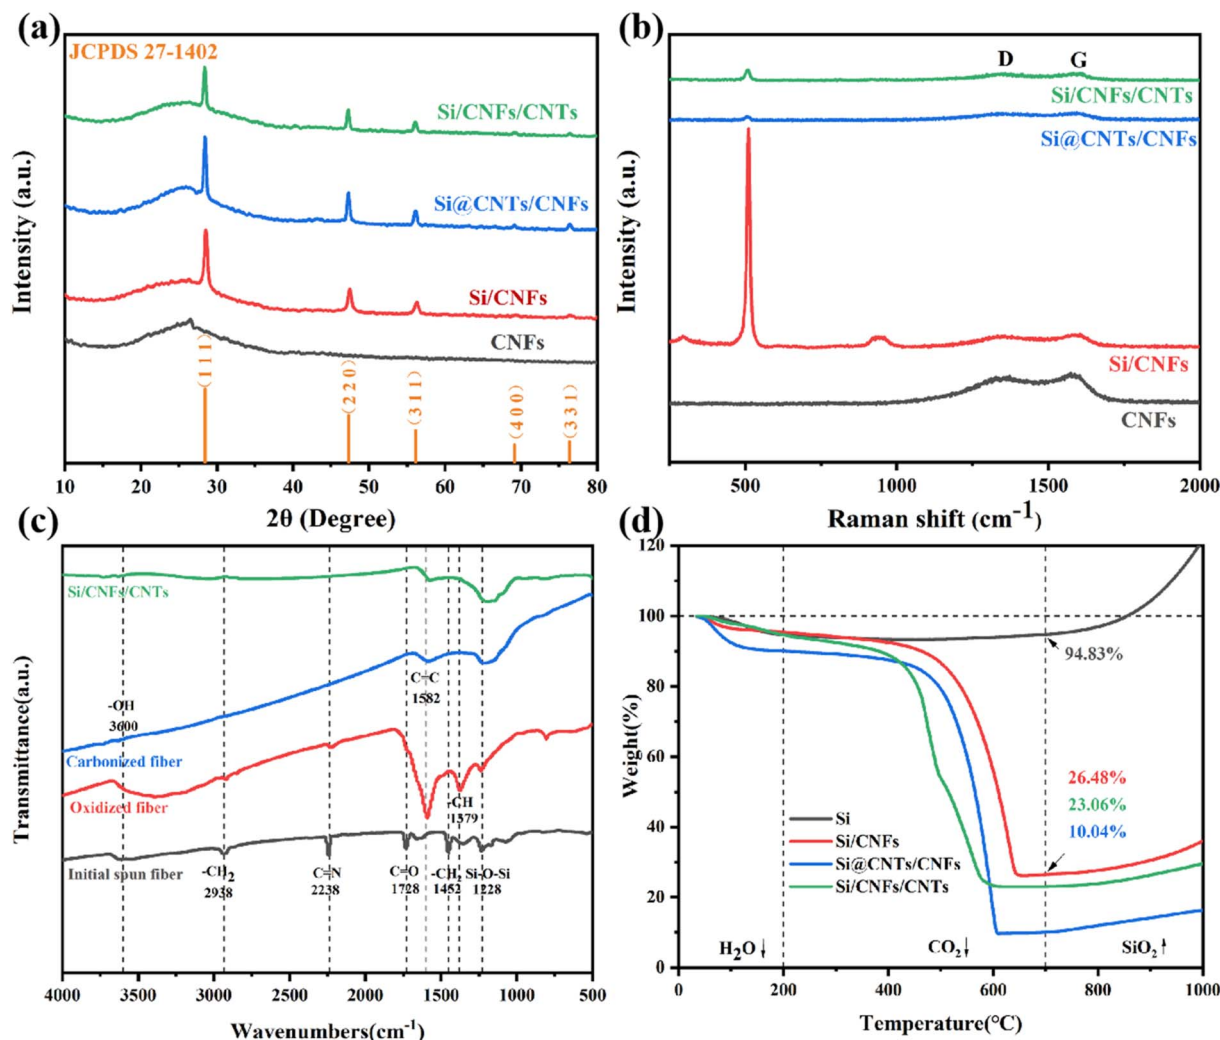 (a)
JCPDS 27-1402
Si/CNFs/CNTs
Si@CNTs/CNFs
Si/CNFs
CNFs
(111)
(220)
(311)
(400)
(331)
Intensity (a.u.)
10 20 30 40 50 60 70 80
2θ (Degree)
(b)
D G
Si/CNFs/CNTs
Si@CNTs/CNFs
Si/CNFs
CNFs
Intensity (a.u.)
500 1000 1500 2000
Raman shift (cm⁻¹)
(c)
Si/CNFs/CNTs
-OH
3600
C=C
1582
Carbonized fiber
Oxidized fiber
-CH
1379
Initial spun fiber
-CH₂
2938
C=N
2238
C=O
1728
-CH₂
1452
Si-O-Si
1228
Transmittance(a.u.)
4000 3500 3000 2500 2000 1500 1000 500
Wavenumbers(cm⁻¹)
(d)
120
100
80
60
40
20
0
Weight(%)
94.83%
26.48%
23.06%
10.04%
Si
Si/CNFs
Si@CNTs/CNFs
Si/CNFs/CNTs
H₂O↓ CO₂↓ SiO₂↑
0 200 400 600 800 1000
Temperature(°C)